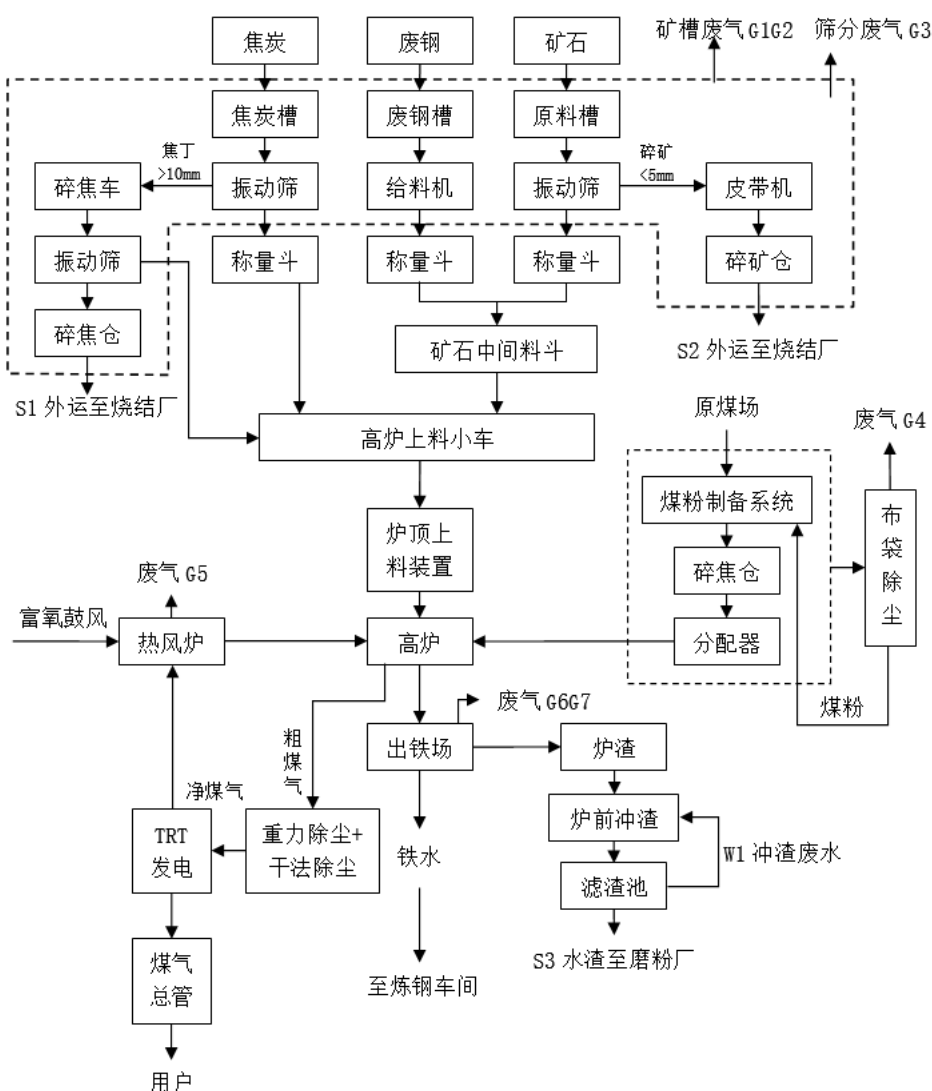 焦炭
废钢
矿石
矿槽废气 G1G2
筛分废气 G3
焦炭槽
废钢槽
原料槽
焦丁
>10mm
碎矿
<5mm
碎焦车
振动筛
给料机
振动筛
皮带机
振动筛
称量斗
称量斗
称量斗
碎矿仓
碎焦仓
矿石中间料斗
S2 外运至烧结厂
S1 外运至烧结厂
高炉上料小车
原煤场
废气 G4
煤粉制备系统
布袋除尘
炉顶上
料装置
碎焦仓
废气 G5
富氧鼓风
热风炉
高炉
分配器
煤粉
废气 G6G7
粗煤气
出铁场
炉渣
净煤气
TRT
发电
重力除尘+
干法除尘
铁水
炉前冲渣
W1 冲渣废水
滤渣池
S3 水渣至磨粉厂
煤气
总管
至炼钢车间
用户